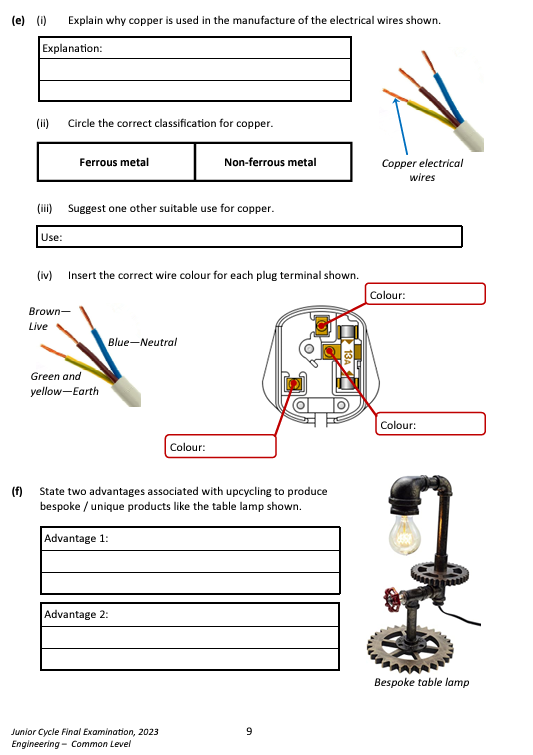 (e) (i) Explain why copper is used in the manufacture of the electrical wires shown.
Explanation:
Copper electrical
wires
(ii) Circle the correct classification for copper.
Ferrous metal Non-ferrous metal
(iii) Suggest one other suitable use for copper.
Use:
(iv) Insert the correct wire colour for each plug terminal shown.
Brown—
Live
Blue—Neutral
Green and
yellow—Earth
Colour:
13A
Colour:
Colour:
(f) State two advantages associated with upcycling to produce
bespoke / unique products like the table lamp shown.
Advantage 1:
Advantage 2:
Bespoke table lamp
Junior Cycle Final Examination, 2023
9
Engineering – Common Level